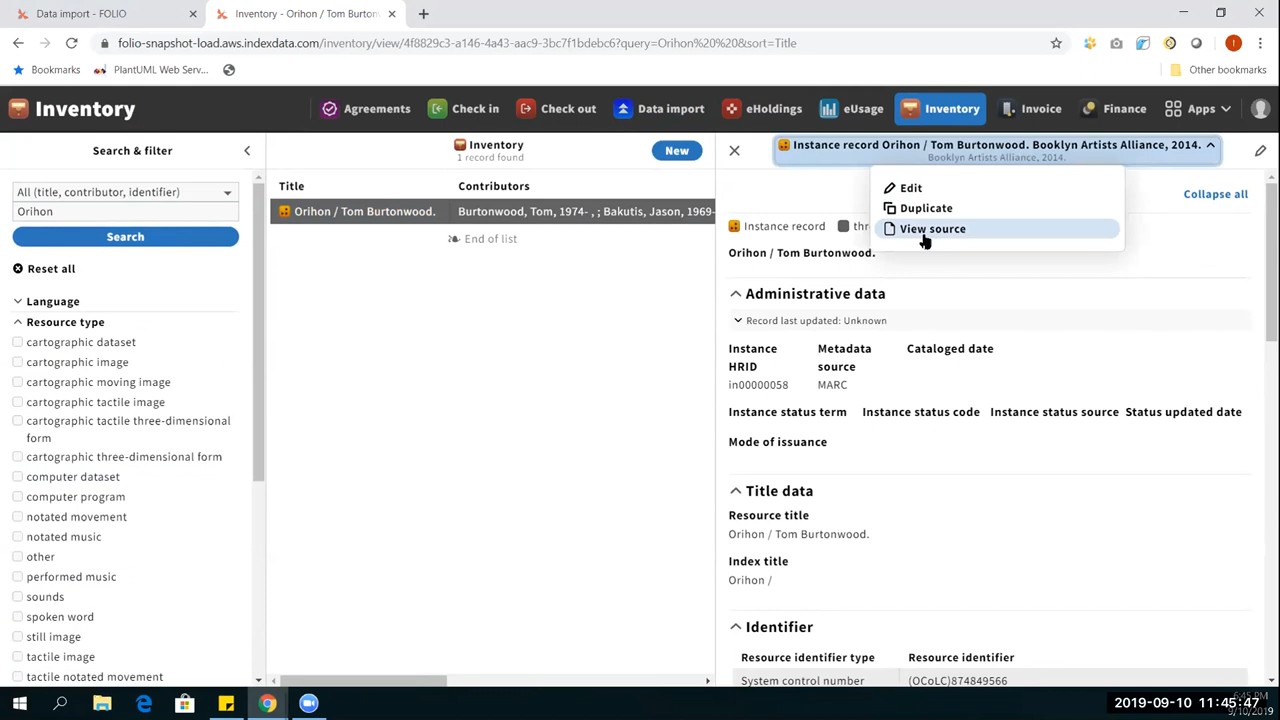 Data import - FOLIO
Inventory - Orihon / Tom Burton
folio-snapshot-load.aws.indexdata.com/inventory/view/4f8829c3-a146-4a43-aac9-3bc7f1bdebc6?query=Orihon%20%20&sort=Title
Bookmarks
PlantUML Web Serv...
Other bookmarks
Inventory
Agreements
Check in
Check out
Data import
eHoldings
eUsage
Inventory
Invoice
Finance
Apps
Search & filter
All (title, contributor, identifier)
Orihon
Search
Reset all
Language
Resource type
cartographic dataset
cartographic image
cartographic moving image
cartographic tactile image
cartographic tactile three-dimensional
form
cartographic three-dimensional form
computer dataset
computer program
notated movement
notated music
other
performed music
sounds
spoken word
still image
tactile image
tactile notated movement
Inventory
1 record found
New
Title Contributors
Orihon / Tom Burtonwood. Burtonwood, Tom, 1974- , ; Bakutis, Jason, 1969-
End of list
Instance record Orihon / Tom Burtonwood. Booklyn Artists Alliance, 2014.
Booklyn Artists Alliance, 2014.
Edit
Duplicate
View source
Collapse all
Instance record
Orihon / Tom Burtonwood.
Administrative data
Record last updated: Unknown
Instance Metadata Cataloged date
HRID source
in00000058 MARC
Instance status term Instance status code Instance status source Status updated date
Mode of issuance
Title data
Resource title
Orihon / Tom Burtonwood.
Index title
Orihon /
Identifier
Resource identifier type Resource identifier
System control number (OCoLC)874849566
2019-09-10 11:45:47
9/10/2019